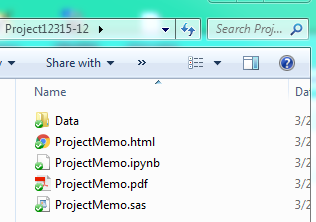 Project12315-12
Search Proj...
Share with
»
Name
Data 3/2
ProjectMemo.html 3/2
ProjectMemo.ipynb 3/2
ProjectMemo.pdf 3/2
ProjectMemo.sas 3/2